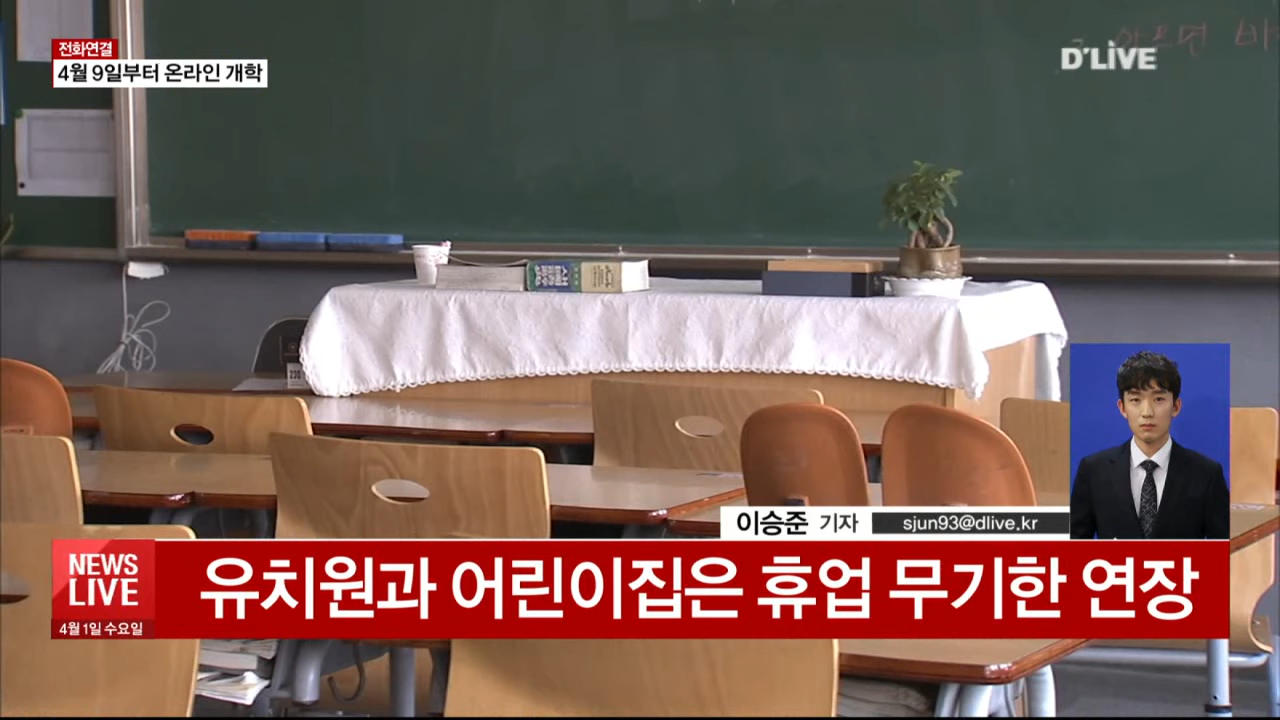 전화연결
4월 9일부터 온라인 개학
D'LIVE
이승준 기자
sjun93@dlive.kr
NEWS
LIVE
유치원과 어린이집은 휴업 무기한 연장
4월 1일 수요일